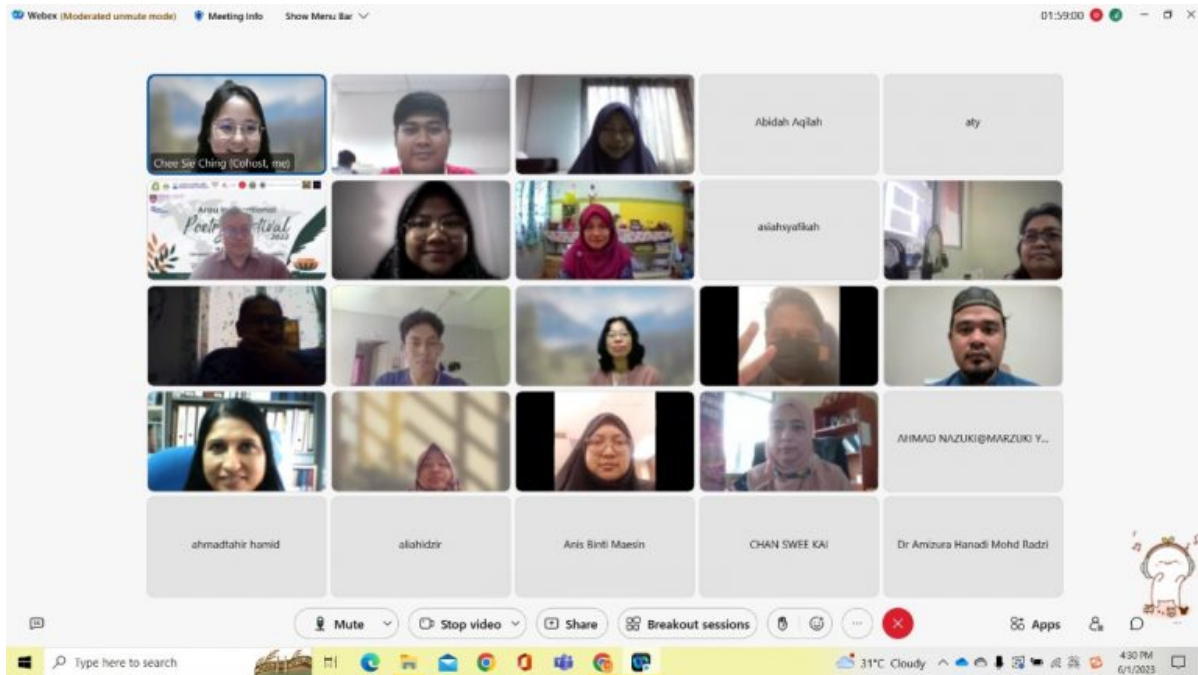 Webex (Moderated unmute mode) Meeting Info Show Menu Bar
01:59:00
Chee Sie Ching (Cohost, me)
Abidah Aqilah
aty
Poetry Festival
2022
asiahsyafikah
AHMAD NAZUKI@MARZUKI Y...
ahmadtahir hamid
aliahidzir
Anis Binti Maesin
CHAN SWEE KAI
Dr Amizura Hanadi Mohd Radzi
Mute Stop video Share Breakout sessions Apps
Type here to search
31°C Cloudy
4:30 PM
6/1/2023